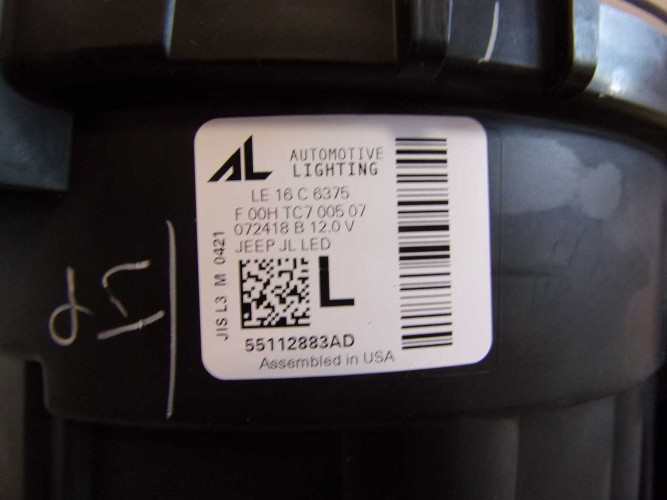 AL AUTOMOTIVE
LIGHTING
LE 16 C 6375
F 00H TC7 005 07
072418 B 12.0 V
JEEP JL LED
JIS L3 M 0421
L
55112883AD
Assembled in USA